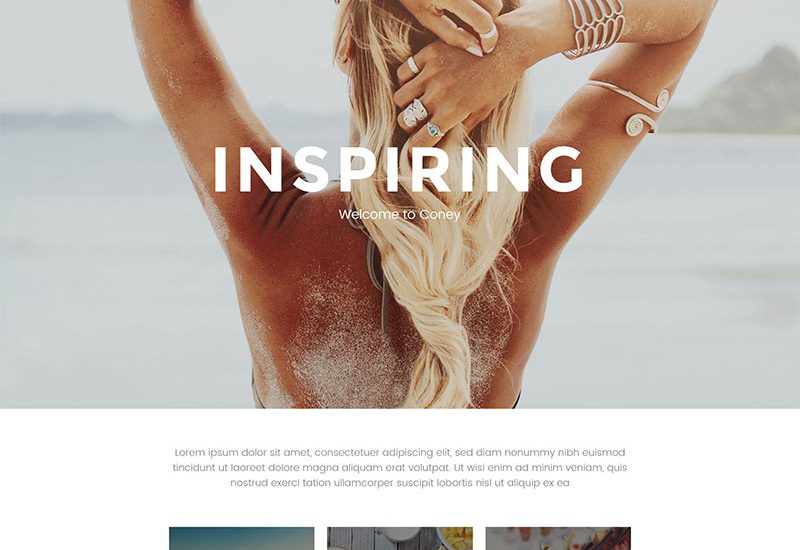 INSPIRING
Welcome to Coney
Lorem ipsum dolor sit amet, consectetuer adipiscing elit, sed diam nonummy nibh euismod
tincidunt ut laoreet dolore magna aliquam erat volutpat. Ut wisi enim ad minim veniam, quis
nostrud exerci tation ullamcorper suscipit lobortis nisl ut aliquip ex ea